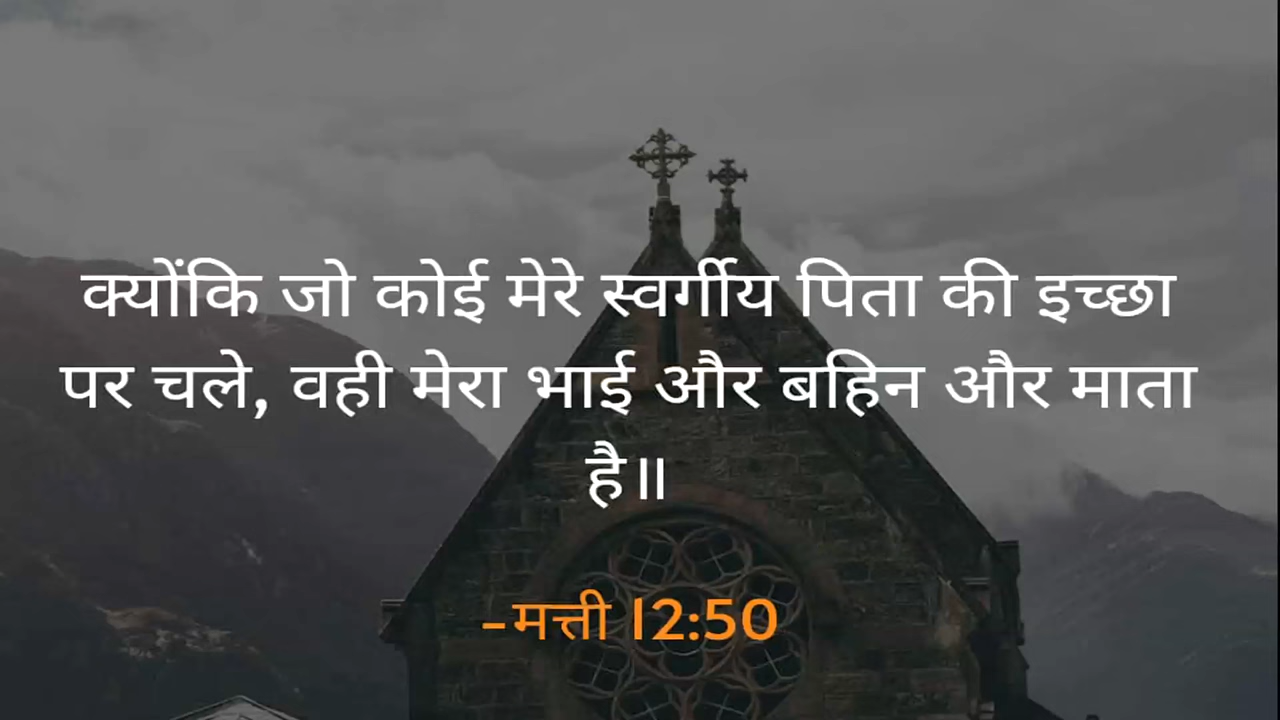 क्योंकि जो कोई मेरे स्वर्गीय पिता की इच्छा
पर चले, वही मेरा भाई और बहिन और माता
है॥
-मत्ती 12:50